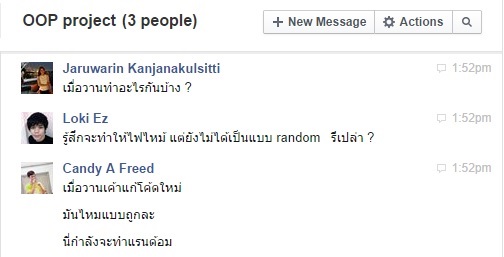 OOP project (3 people)
+ New Message
Actions
Jaruwarin Kanjanakulsitti
1:52pm
เมื่อวานทำอะไรกันบ้าง ?
Loki Ez
1:52pm
รู้สึกจะทำให้ไฟไหม้ แต่ยังไม่ได้เป็นแบบ random รึเปล่า ?
Candy A Freed
1:52pm
เมื่อวานเค้าแก้โค้ดใหม่
มันไหมแบบถูกละ
นี่กำลังจะทำแรนด้อม